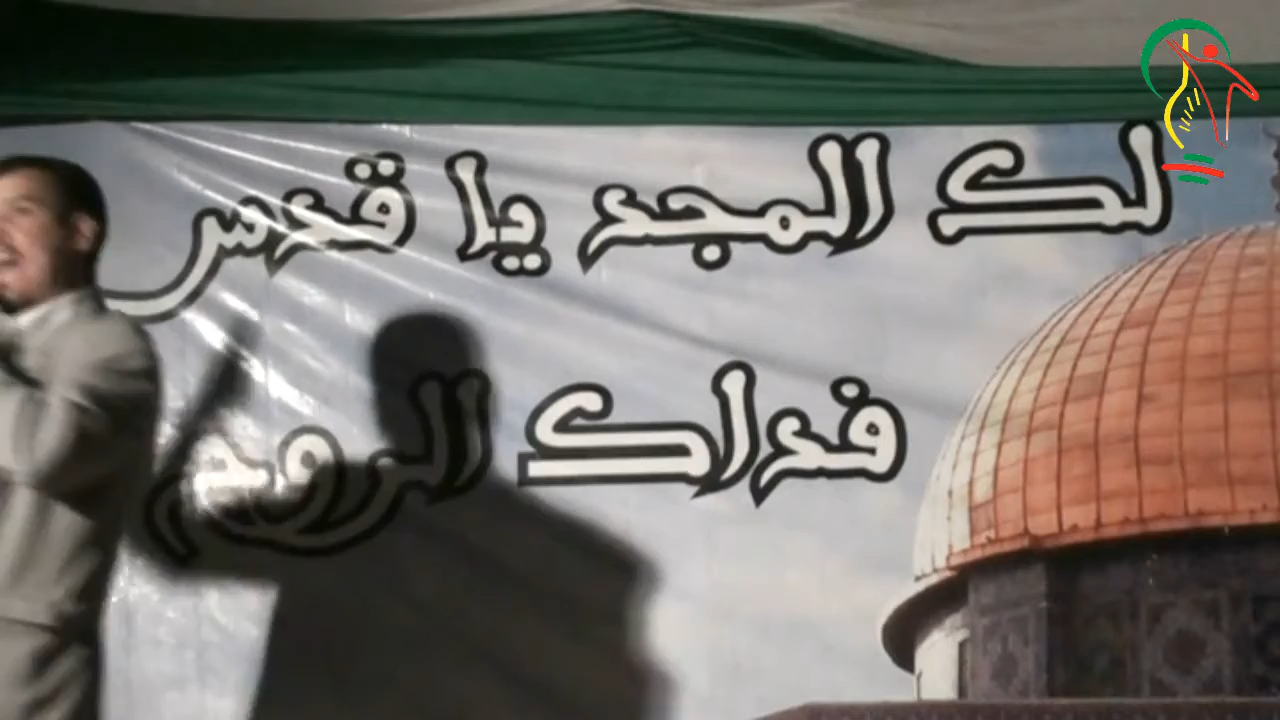 لك المجد يا قدس
فداك الروح